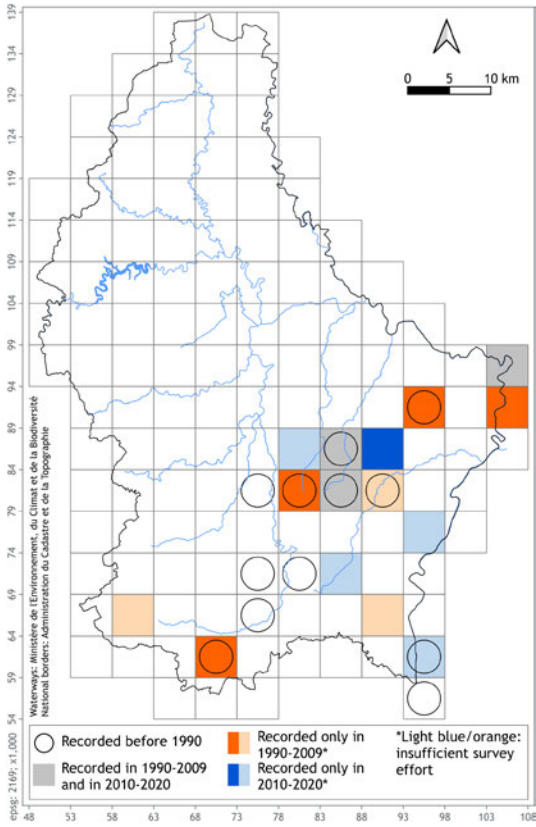 139
134
129
124
119
114
109
104
99
94
89
84
79
74
69
64
59
54
epsg: 2169; x1,000
0 5 10 km
Waterways: Ministère de l'Environnement, du Climat et de la Biodiversité
National borders: Administration du Cadastre et de la Topographie
Recorded before 1990
Recorded in 1990-2009
and in 2010-2020
Recorded only in
1990-2009*
Recorded only in
2010-2020*
*Light blue/orange:
insufficient survey
effort
48 53 58 63 68 73 78 83 88 93 98 103 108